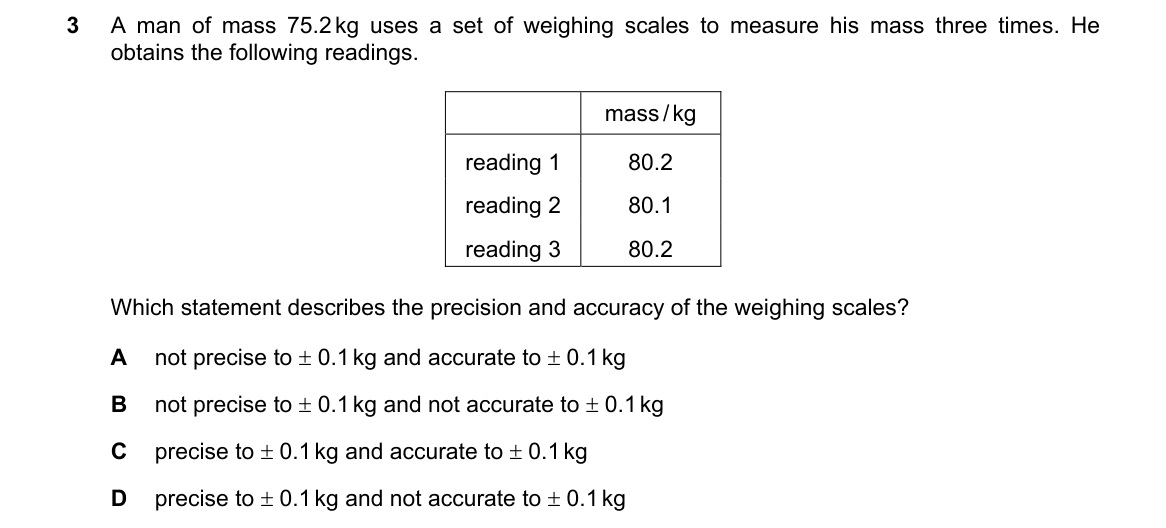 3 A man of mass 75.2 kg uses a set of weighing scales to measure his mass three times. He
obtains the following readings.
mass / kg
reading 1 80.2
reading 2 80.1
reading 3 80.2
Which statement describes the precision and accuracy of the weighing scales?
A not precise to ± 0.1 kg and accurate to ± 0.1 kg
B not precise to ± 0.1 kg and not accurate to ± 0.1 kg
C precise to ± 0.1 kg and accurate to ± 0.1 kg
D precise to ± 0.1 kg and not accurate to ± 0.1 kg